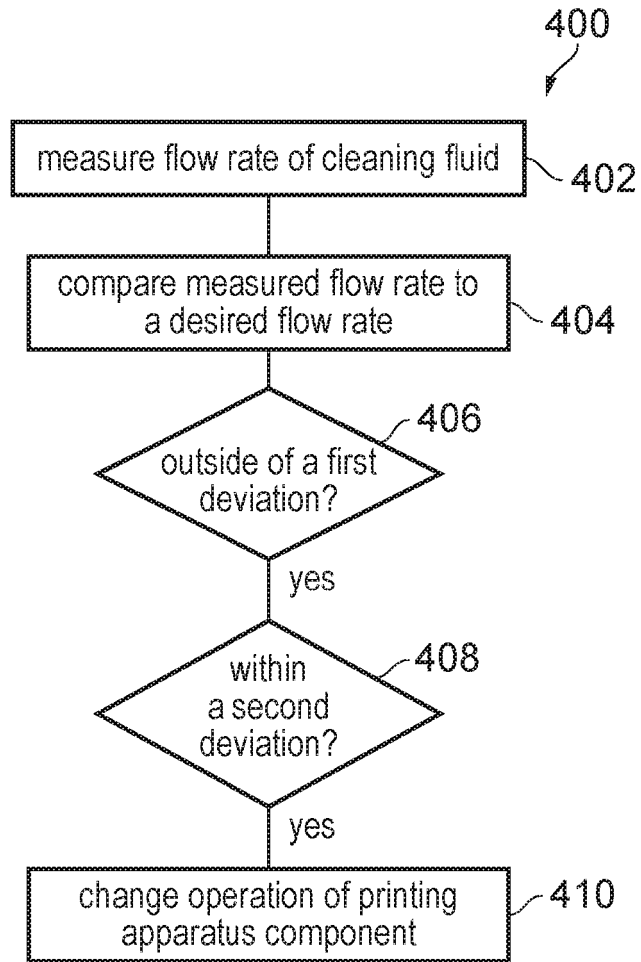 400
measure flow rate of cleaning fluid
402
compare measured flow rate to
a desired flow rate
404
406
outside of a first
deviation?
yes
408
within
a second
deviation?
yes
change operation of printing
apparatus component
410